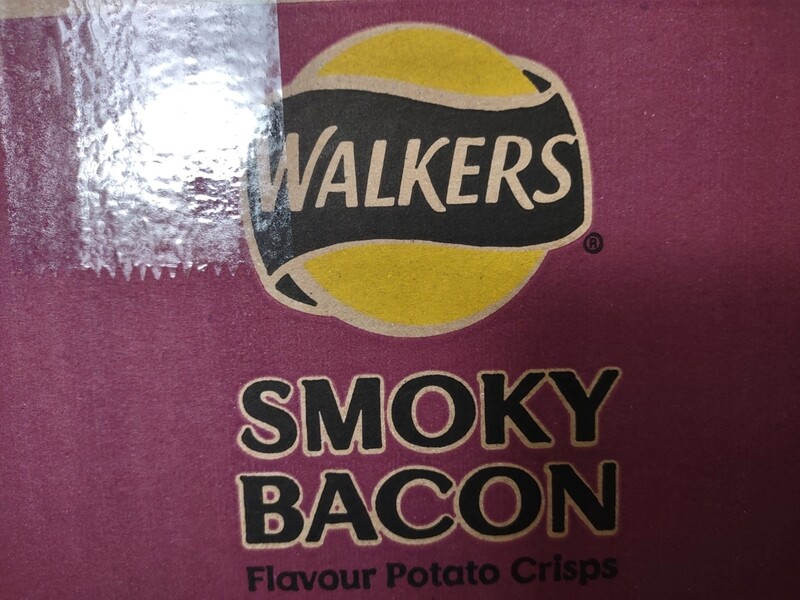 WALKERS
®
SMOKY
BACON
Flavour Potato Crisps